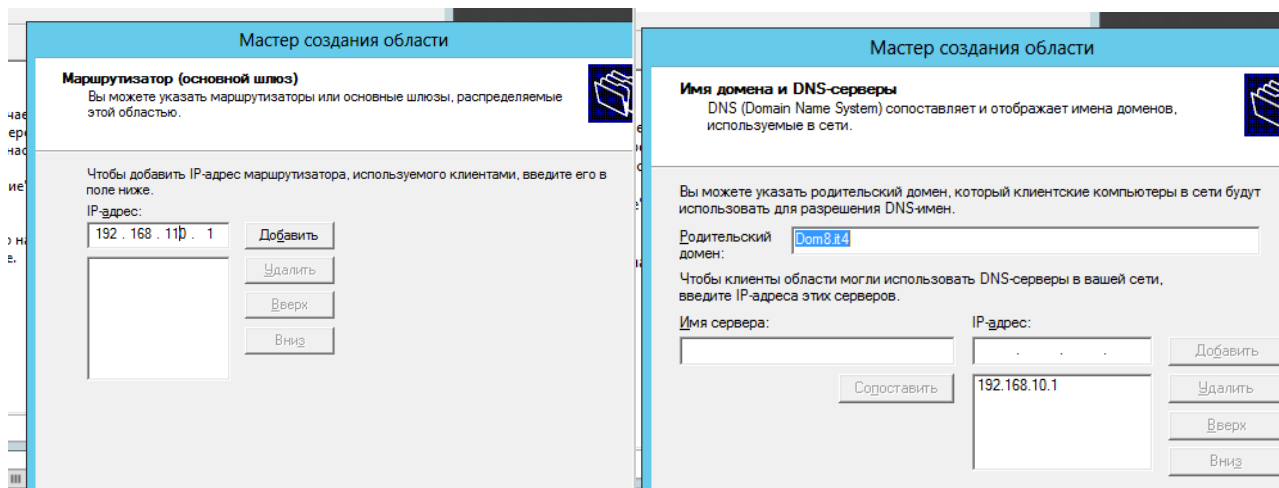 Мастер создания области
Маршрутизатор (основной шлюз)
Вы можете указать маршрутизаторы или основные шлюзы, распределяемые
этой областью.
Чтобы добавить IP-адрес маршрутизатора, используемого клиентами, введите его в
поле ниже.
IP-адрес:
192 . 168 . 110 . 1
Добавить
Удалить
Вверх
Вниз
Мастер создания области
Имя домена и DNS-серверы
DNS (Domain Name System) сопоставляет и отображает имена доменов,
используемые в сети.
Вы можете указать родительский домен, который клиентские компьютеры в сети будут
использовать для разрешения DNS-имен.
Родительский
домен:
Dom8.it4
Чтобы клиенты области могли использовать DNS-серверы в вашей сети,
введите IP-адреса этих серверов.
Имя сервера:
IP-адрес:
. . .
Добавить
Сопоставить
192.168.10.1
Удалить
Вверх
Вниз